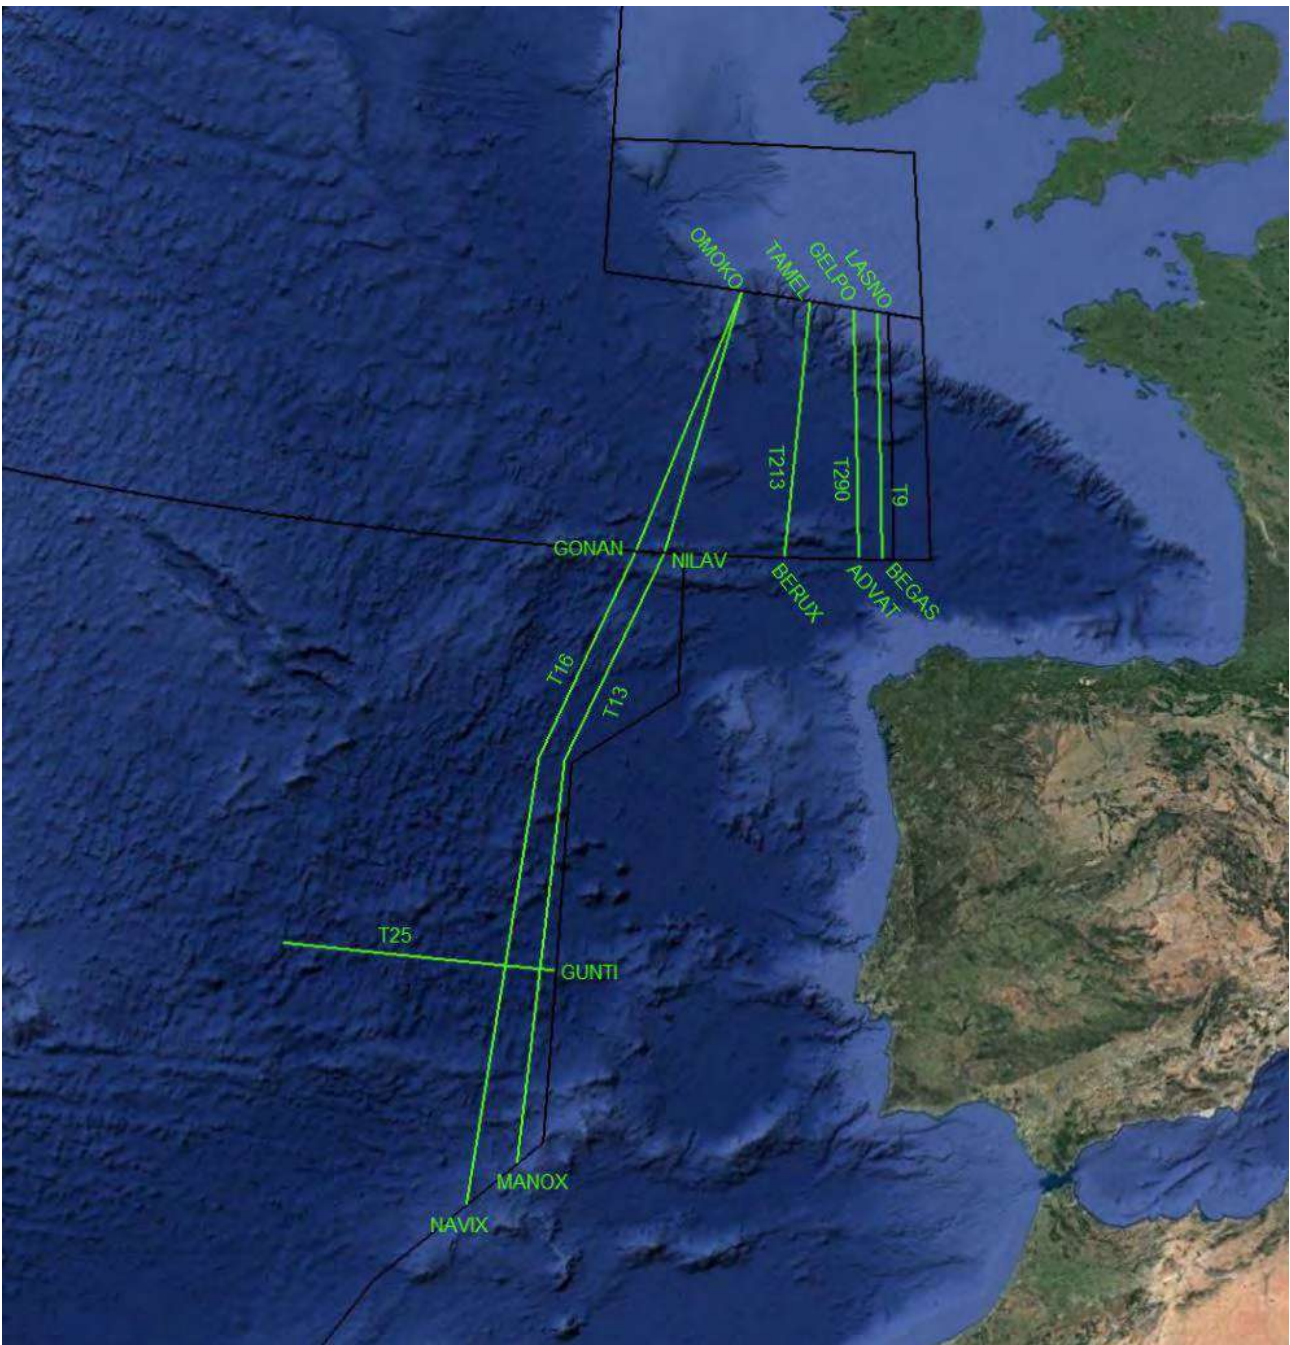 OMOKO
TAMEL
GELPO
LASNO
T213
T290
T9
GONAN
NILAV
BERUX
ADVAT
BEGAS
T16
T13
T25
GUNTI
MANOX
NAVIX